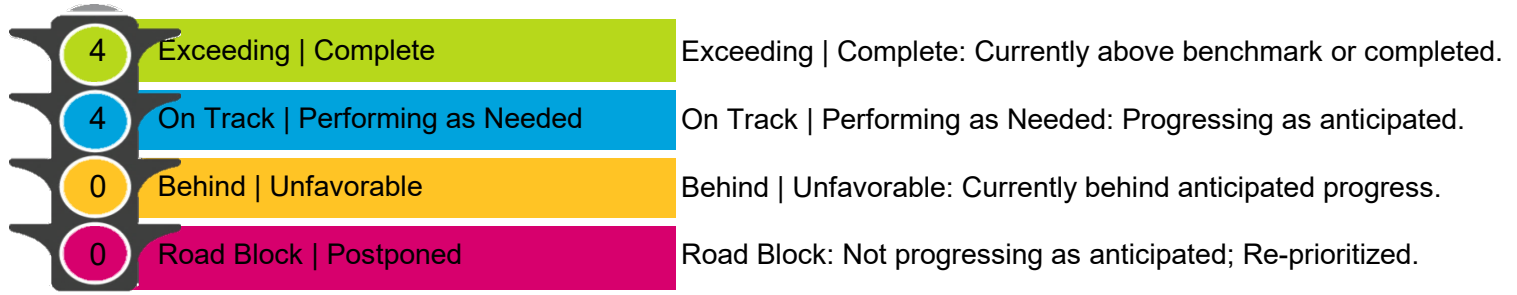 4 Exceeding | Complete Exceeding | Complete: Currently above benchmark or completed.
4 On Track | Performing as Needed On Track | Performing as Needed: Progressing as anticipated.
0 Behind | Unfavorable Behind | Unfavorable: Currently behind anticipated progress.
0 Road Block | Postponed Road Block: Not progressing as anticipated; Re-prioritized.